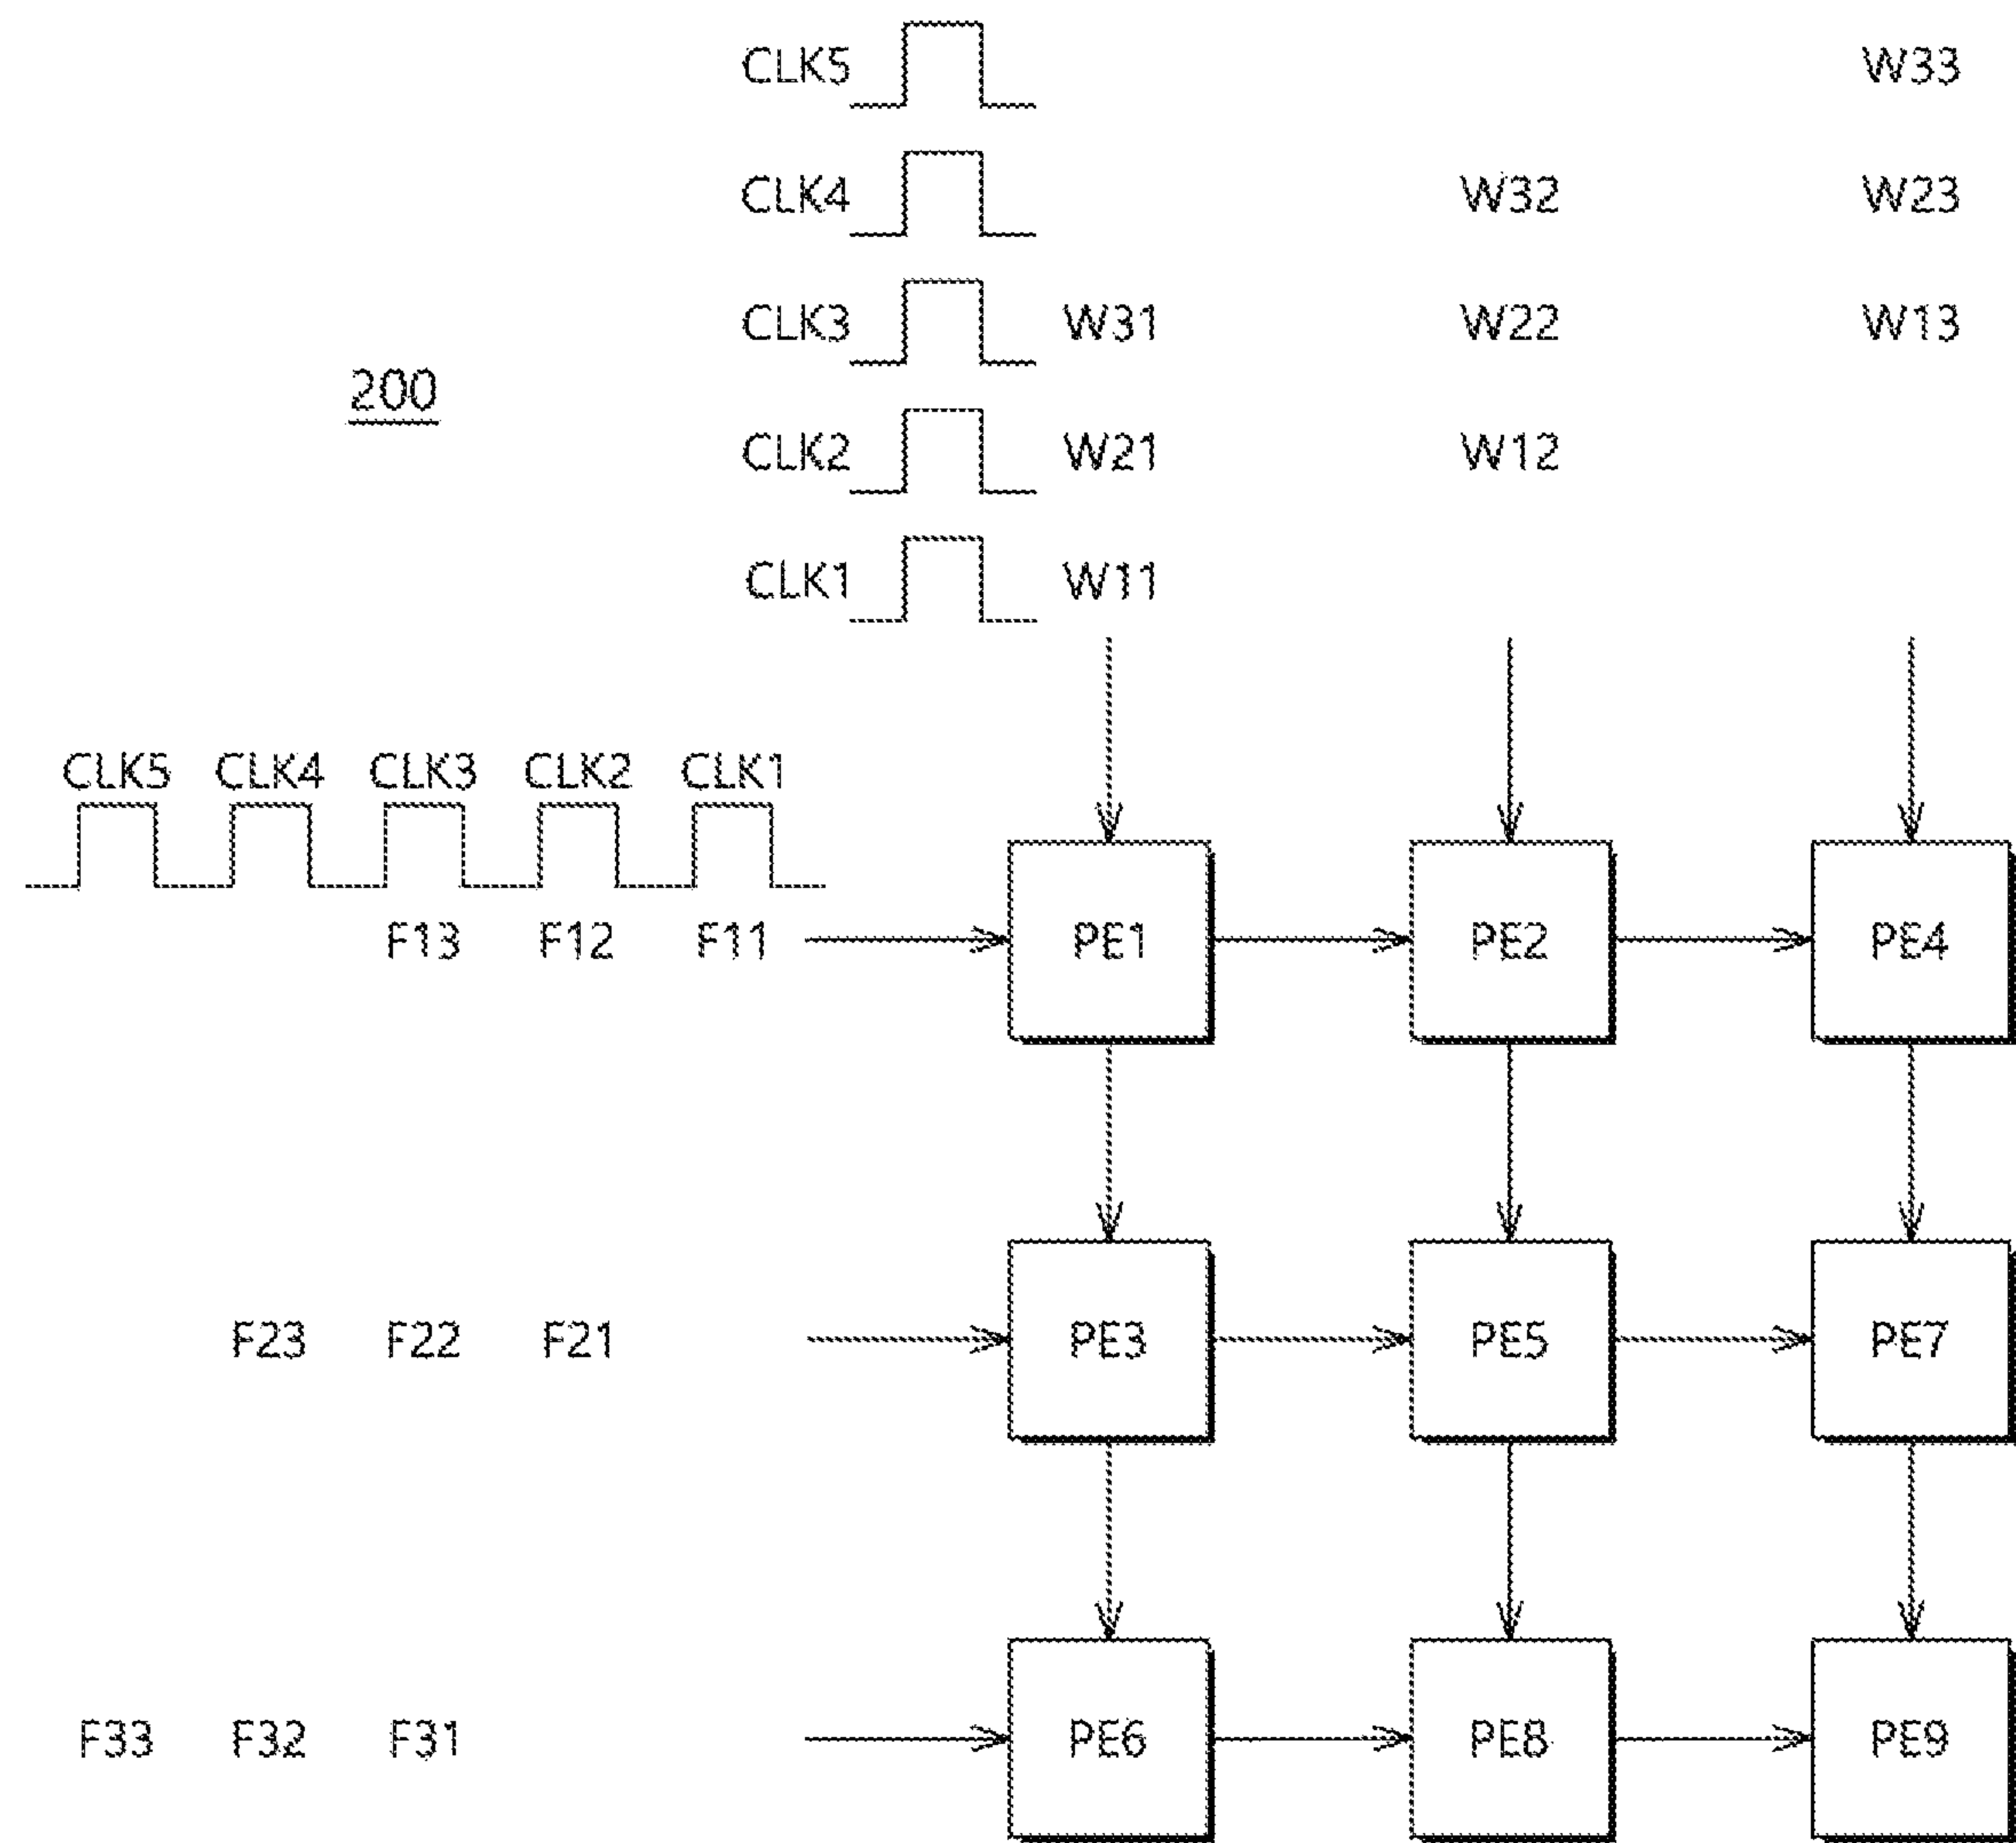 CLK5 W33
CLK4 W32 W23
CLK3 W31 W22 W13
200
CLK2 W21 W12
CLK1 W11
CLK5 CLK4 CLK3 CLK2 CLK1
F13 F12 F11 PE1 PE2 PE4
F23 F22 F21 PE3 PE5 PE7
F33 F32 F31 PE6 PE8 PE9